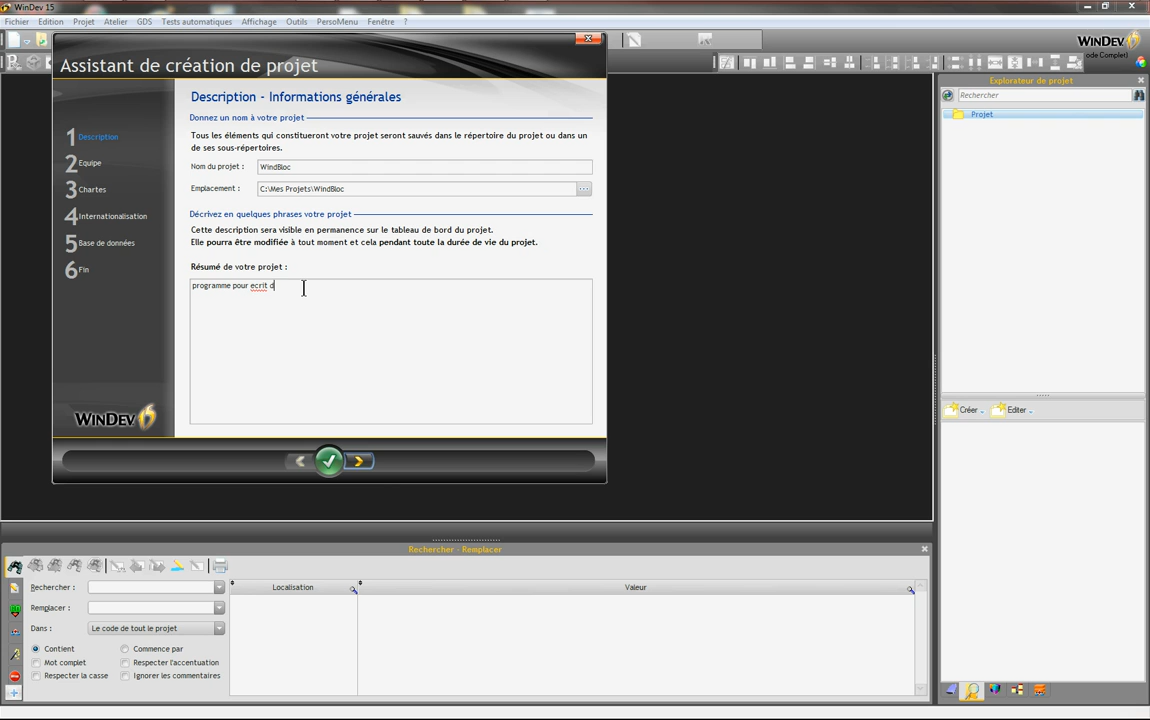 WinDev 15
Fichier Edition Projet Atelier GDS Tests automatiques Affichage Outils PersoMenu Fenêtre ?
WINDEV
ode Complet)
Assistant de création de projet
Explorateur de projet
Rechercher
Projet
Description - Informations générales
Donnez un nom à votre projet
1 Description
Tous les éléments qui constitueront votre projet seront sauvés dans le répertoire du projet ou dans un
de ses sous-répertoires.
2 Equipe
Nom du projet : WindBloc
3 Chartes
Emplacement : C:\Mes Projets\WindBloc ...
4 Internationalisation
Décrivez en quelques phrases votre projet
Cette description sera visible en permanence sur le tableau de bord du projet.
5 Base de données
Elle pourra être modifiée à tout moment et cela pendant toute la durée de vie du projet.
6 Fin
Résumé de votre projet :
programme pour ecrit d
WINDEV 15
Créer Editer
Rechercher - Remplacer
Rechercher :
Localisation Valeur
Remplacer :
Dans : Le code de tout le projet
Contient Commence par
Mot complet Respecter l'accentuation
Respecter la casse Ignorer les commentaires